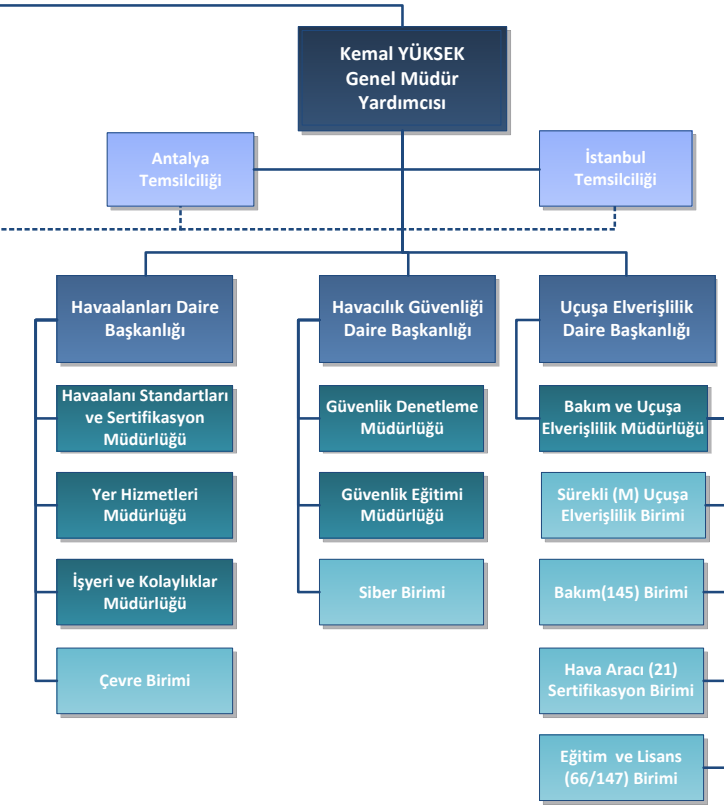 Kemal YÜKSEK
Genel Müdür
Yardımcısı
Antalya
Temsilciliği
İstanbul
Temsilciliği
Havaalanları Daire
Başkanlığı
Havacılık Güvenliği
Daire Başkanlığı
Uçuşa Elverişlilik
Daire Başkanlığı
Havaalanı Standartları
ve Sertifikasyon
Müdürlüğü
Güvenlik Denetleme
Müdürlüğü
Bakım ve Uçuşa
Elverişlilik Müdürlüğü
Yer Hizmetleri
Müdürlüğü
Güvenlik Eğitimi
Müdürlüğü
Sürekli (M) Uçuşa
Elverişlilik Birimi
İşyeri ve Kolaylıklar
Müdürlüğü
Siber Birimi
Bakım(145) Birimi
Çevre Birimi
Hava Aracı (21)
Sertifikasyon Birimi
Eğitim ve Lisans
(66/147) Birimi